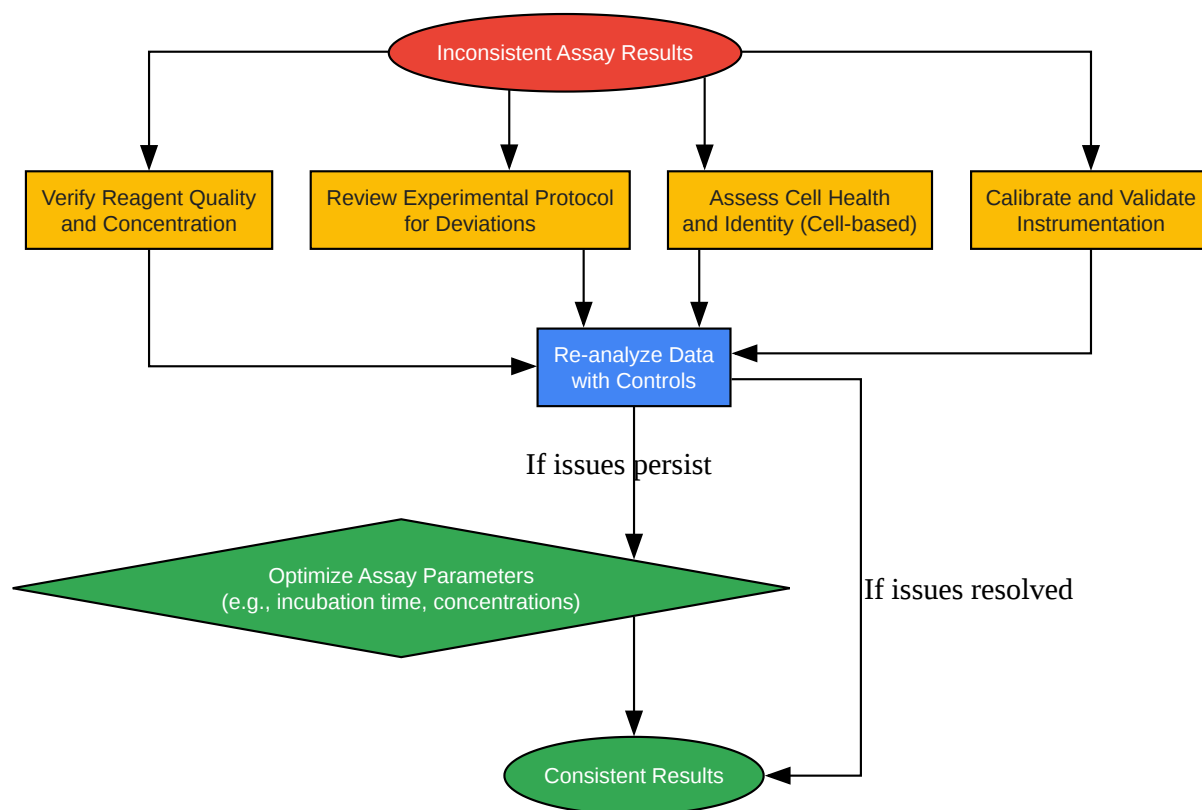 Inconsistent Assay Results
Verify Reagent Quality
and Concentration
Review Experimental Protocol
for Deviations
Assess Cell Health
and Identity (Cell-based)
Calibrate and Validate
Instrumentation
Re-analyze Data
with Controls
If issues persist
Optimize Assay Parameters
(e.g., incubation time, concentrations)
If issues resolved
Consistent Results